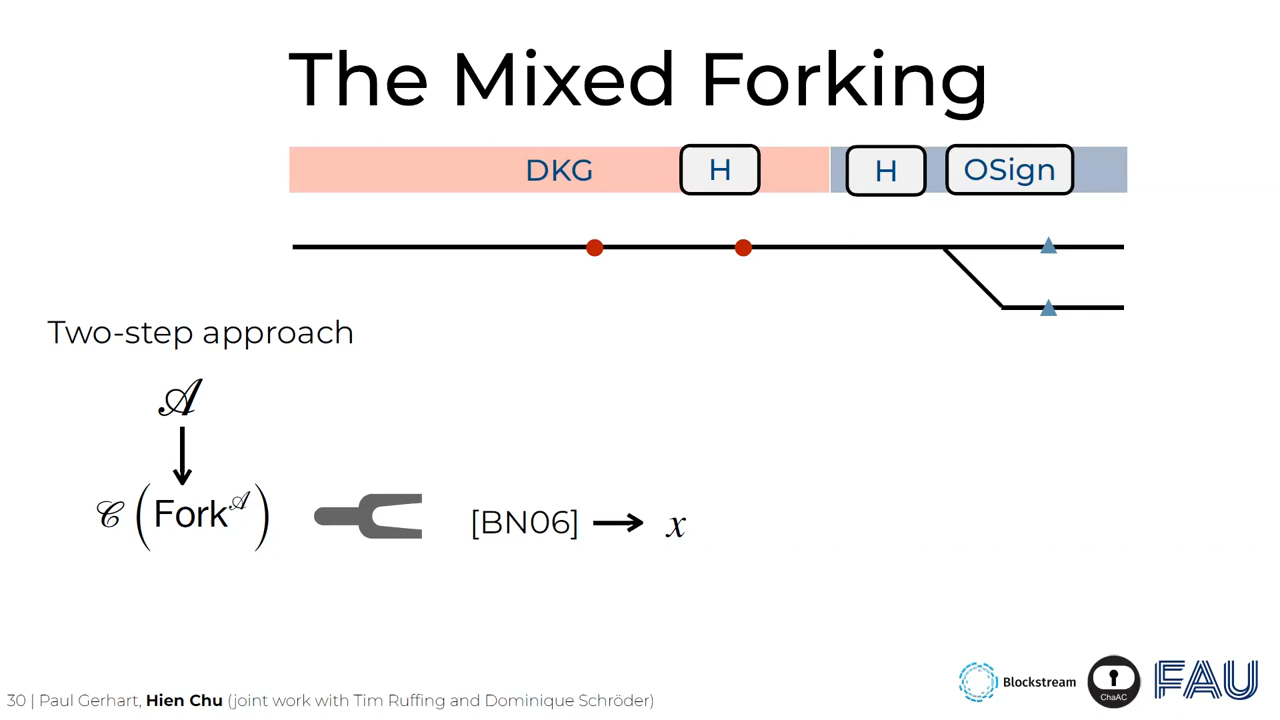 The Mixed Forking
DKG H H OSign
Two-step approach
𝒜
𝒞 (Fork^𝒜)
[BN06] → x
30 | Paul Gerhart, Hien Chu (joint work with Tim Ruffing and Dominique Schröder)
Blockstream
ChaAC
FAU